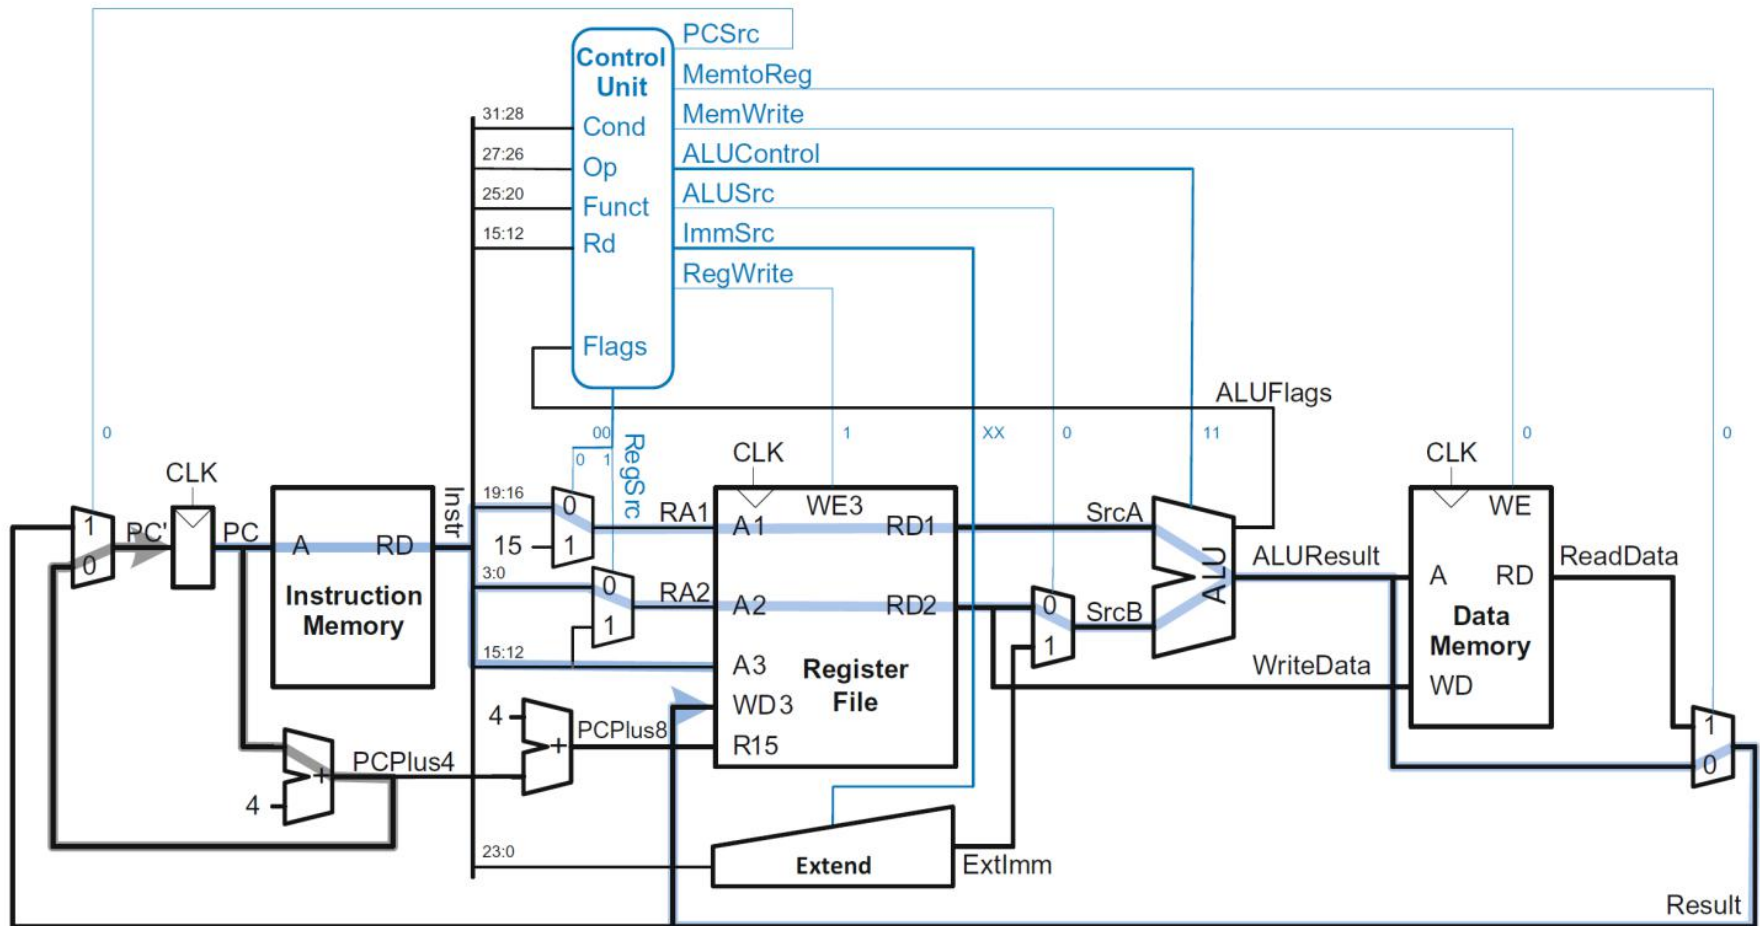 PCSrc
Control
Unit
MemtoReg
31:28
Cond
MemWrite
27:26
Op
ALUControl
25:20
Funct
ALUSrc
15:12
Rd
ImmSrc
RegWrite
Flags
ALUFlags
0
00
RegSrc
1
XX
0
11
0
0
0 1
CLK
CLK
CLK
1
0
PC'
PC
A
RD
Instruction
Memory
Instr
19:16
0
15
1
RA1
A1
WE3
RD1
SrcA
ALU
ALUResult
WE
A
RD
ReadData
3:0
0
1
RA2
A2
RD2
0
1
SrcB
Data
Memory
15:12
A3
Register
File
WriteData
WD
WD3
4
+
PCPlus8
R15
1
0
+
PCPlus4
4
23:0
Extend
ExtImm
Result